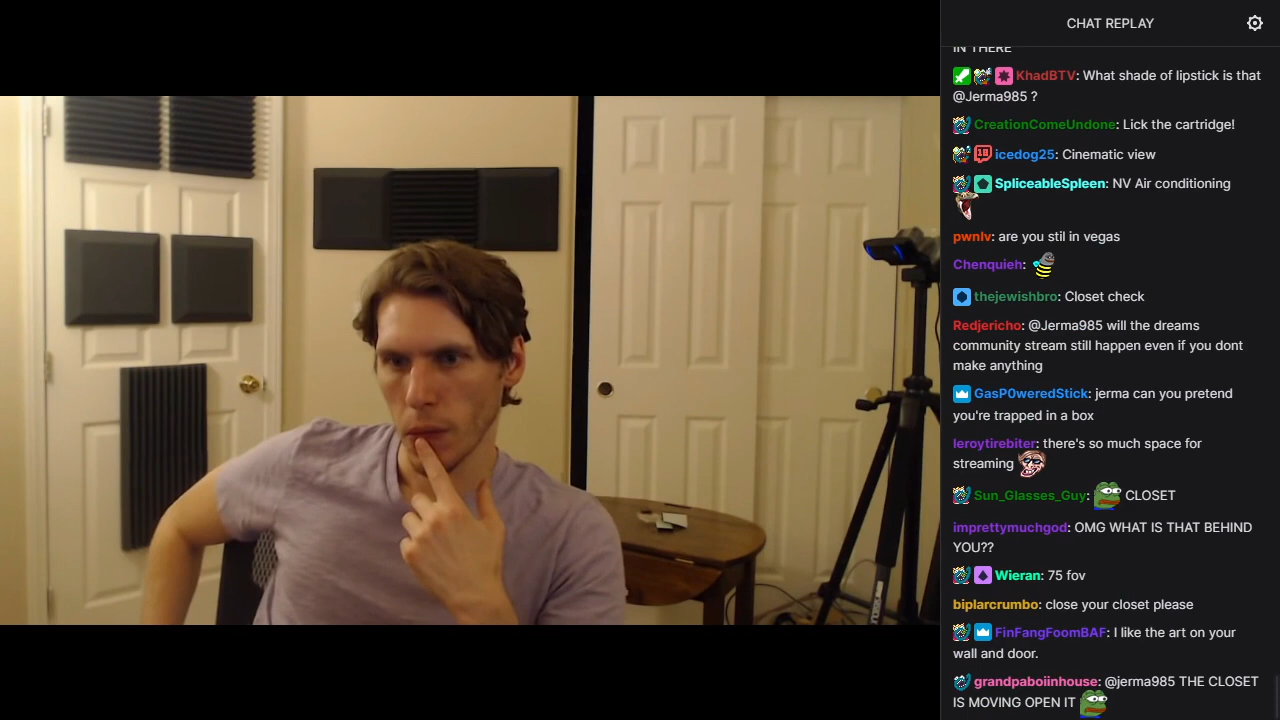 CHAT REPLAY
IN THERE
KhadBTV: What shade of lipstick is that
@Jerma985 ?
CreationComeUndone: Lick the cartridge!
icedog25: Cinematic view
SpliceableSpleen: NV Air conditioning
pwnlv: are you stil in vegas
Chenquieh:
thejewishbro: Closet check
Redjericho: @Jerma985 will the dreams
community stream still happen even if you dont
make anything
GasP0weredStick: jerma can you pretend
you're trapped in a box
leroytirebiter: there's so much space for
streaming
Sun_Glasses_Guy: CLOSET
imprettymuchgod: OMG WHAT IS THAT BEHIND
YOU??
Wieran: 75 fov
biplarcrumbo: close your closet please
FinFangFoomBAF: I like the art on your
wall and door.
grandpaboiinhouse: @jerma985 THE CLOSET
IS MOVING OPEN IT